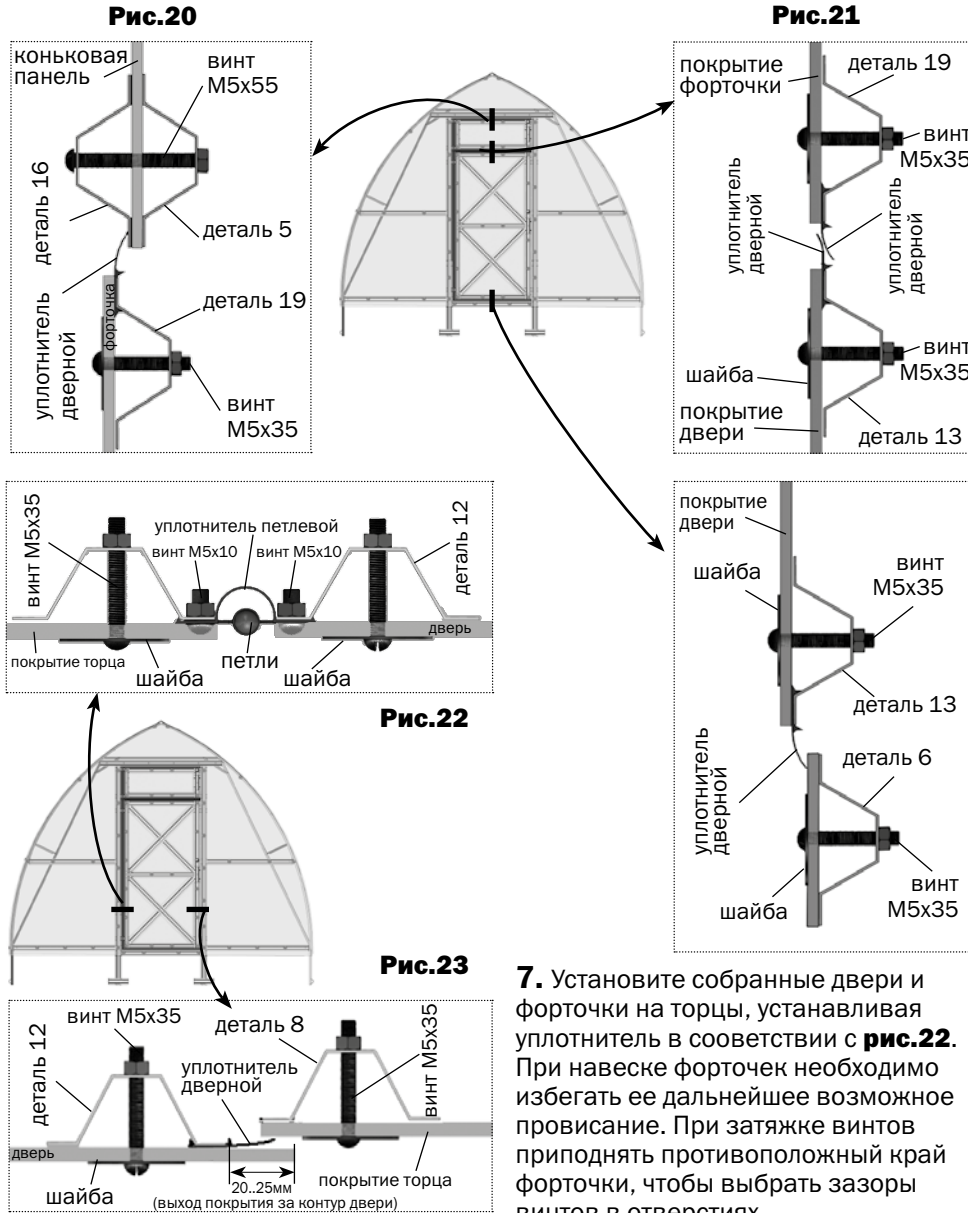 Рис.20
коньковая
панель
винт
М5х55
деталь 16
деталь 5
форточка
деталь 19
уплотнитель
дверной
винт
М5х35
Рис.21
покрытие
форточки
деталь 19
винт
М5х35
уплотнитель
дверной
уплотнитель
дверной
винт
М5х35
шайба
покрытие
двери
деталь 13
винт М5х35
уплотнитель петлевой
винт М5х10
винт М5х10
деталь 12
дверь
покрытие торца
шайба
петли
шайба
Рис.22
покрытие
двери
шайба
винт
М5х35
деталь 13
уплотнитель
дверной
деталь 6
шайба
винт
М5х35
Рис.23
деталь 12
винт М5х35
деталь 8
уплотнитель
дверной
винт М5х35
дверь
шайба
20..25мм
покрытие торца
(выход покрытия за контур двери)
7. Установите собранные двери и
форточки на торцы, устанавливая
уплотнитель в сооветствии с рис.22.
При навеске форточек необходимо
избегать ее дальнейшее возможное
провисание. При затяжке винтов
приподнять противоположный край
форточки, чтобы выбрать зазоры
винтов в отверстиях